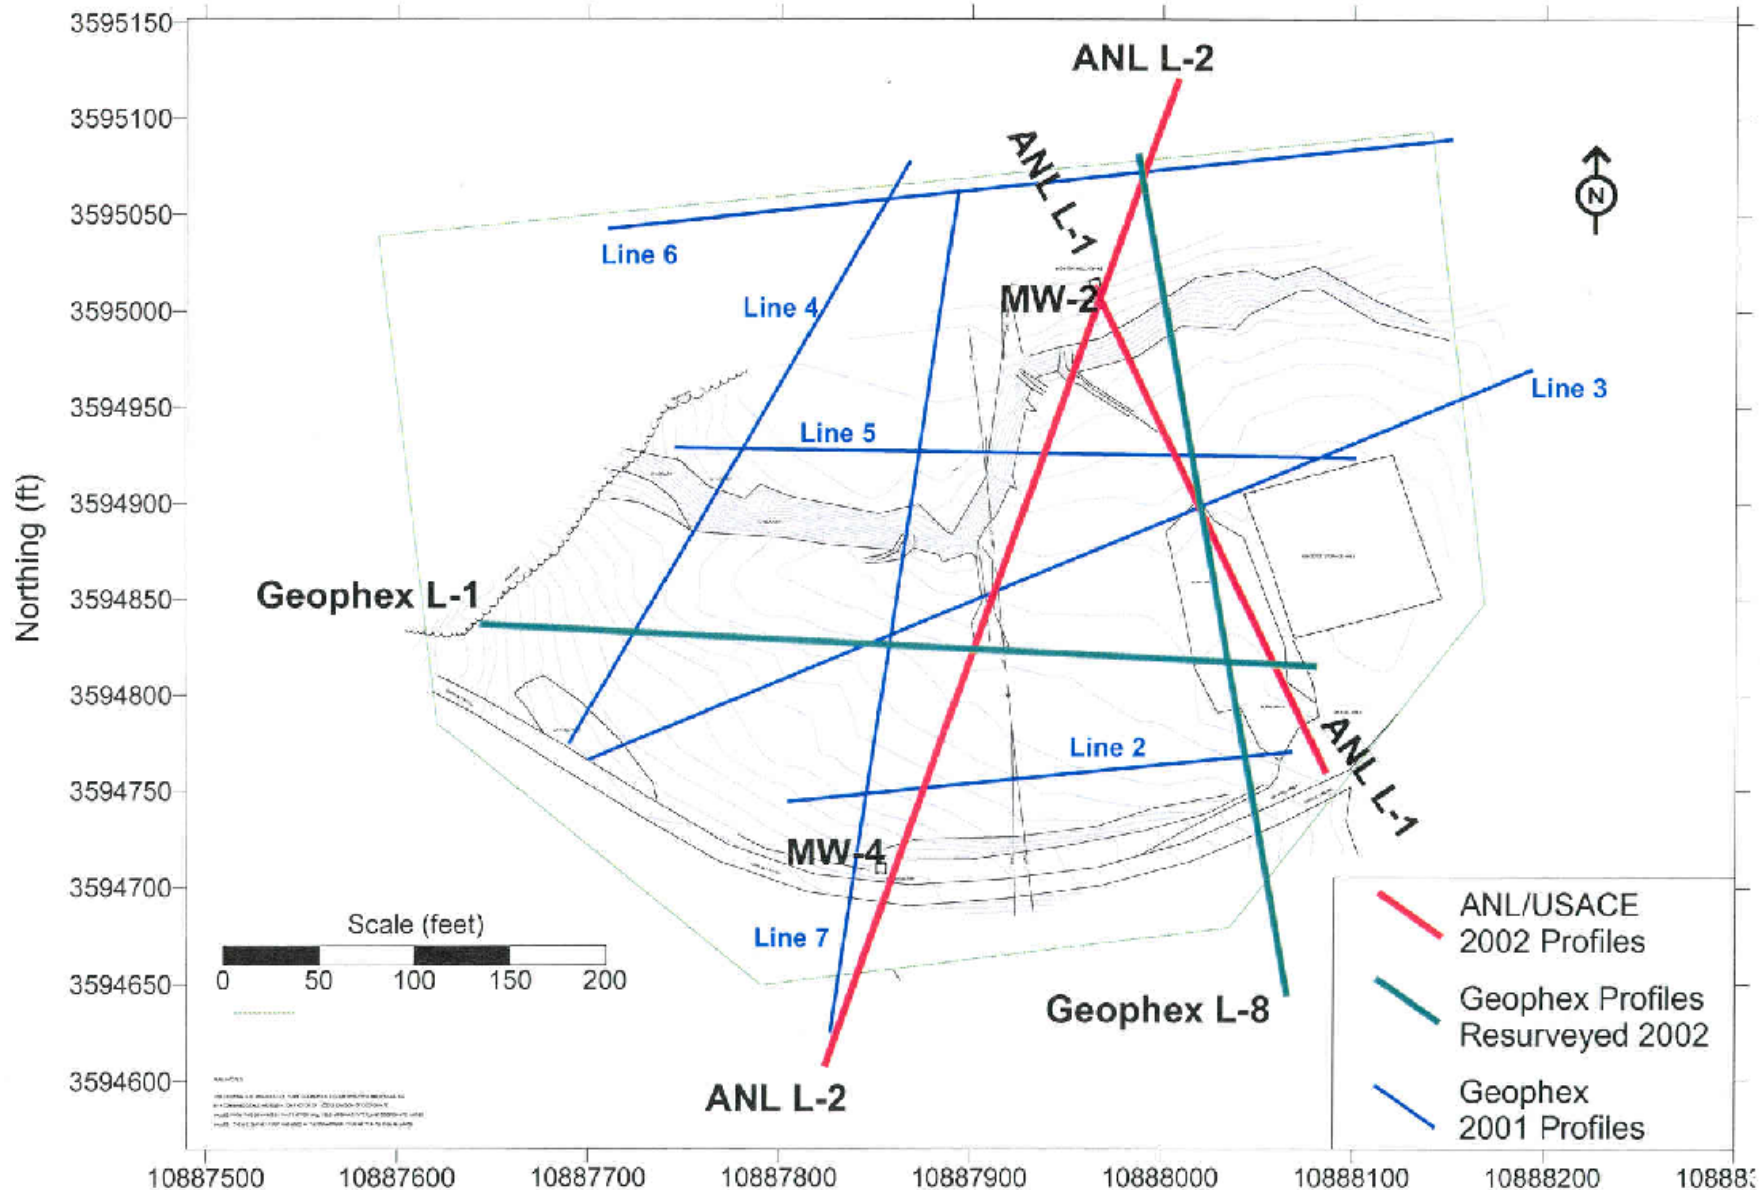 3595150
3595100
3595050
3595000
3594950
3594900
3594850
3594800
3594750
3594700
3594650
3594600
Northing (ft)
ANL L-2
ANL L-1
MW-2
Line 6
Line 4
Line 3
Line 5
Geophex L-1
Line 2
ANL L-1
MW-4
Line 7
Geophex L-8
ANL L-2
N
Scale (feet)
0 50 100 150 200
ANL/USACE
2002 Profiles
Geophex Profiles
Resurveyed 2002
Geophex
2001 Profiles
10887500 10887600 10887700 10887800 10887900 10888000 10888100 10888200